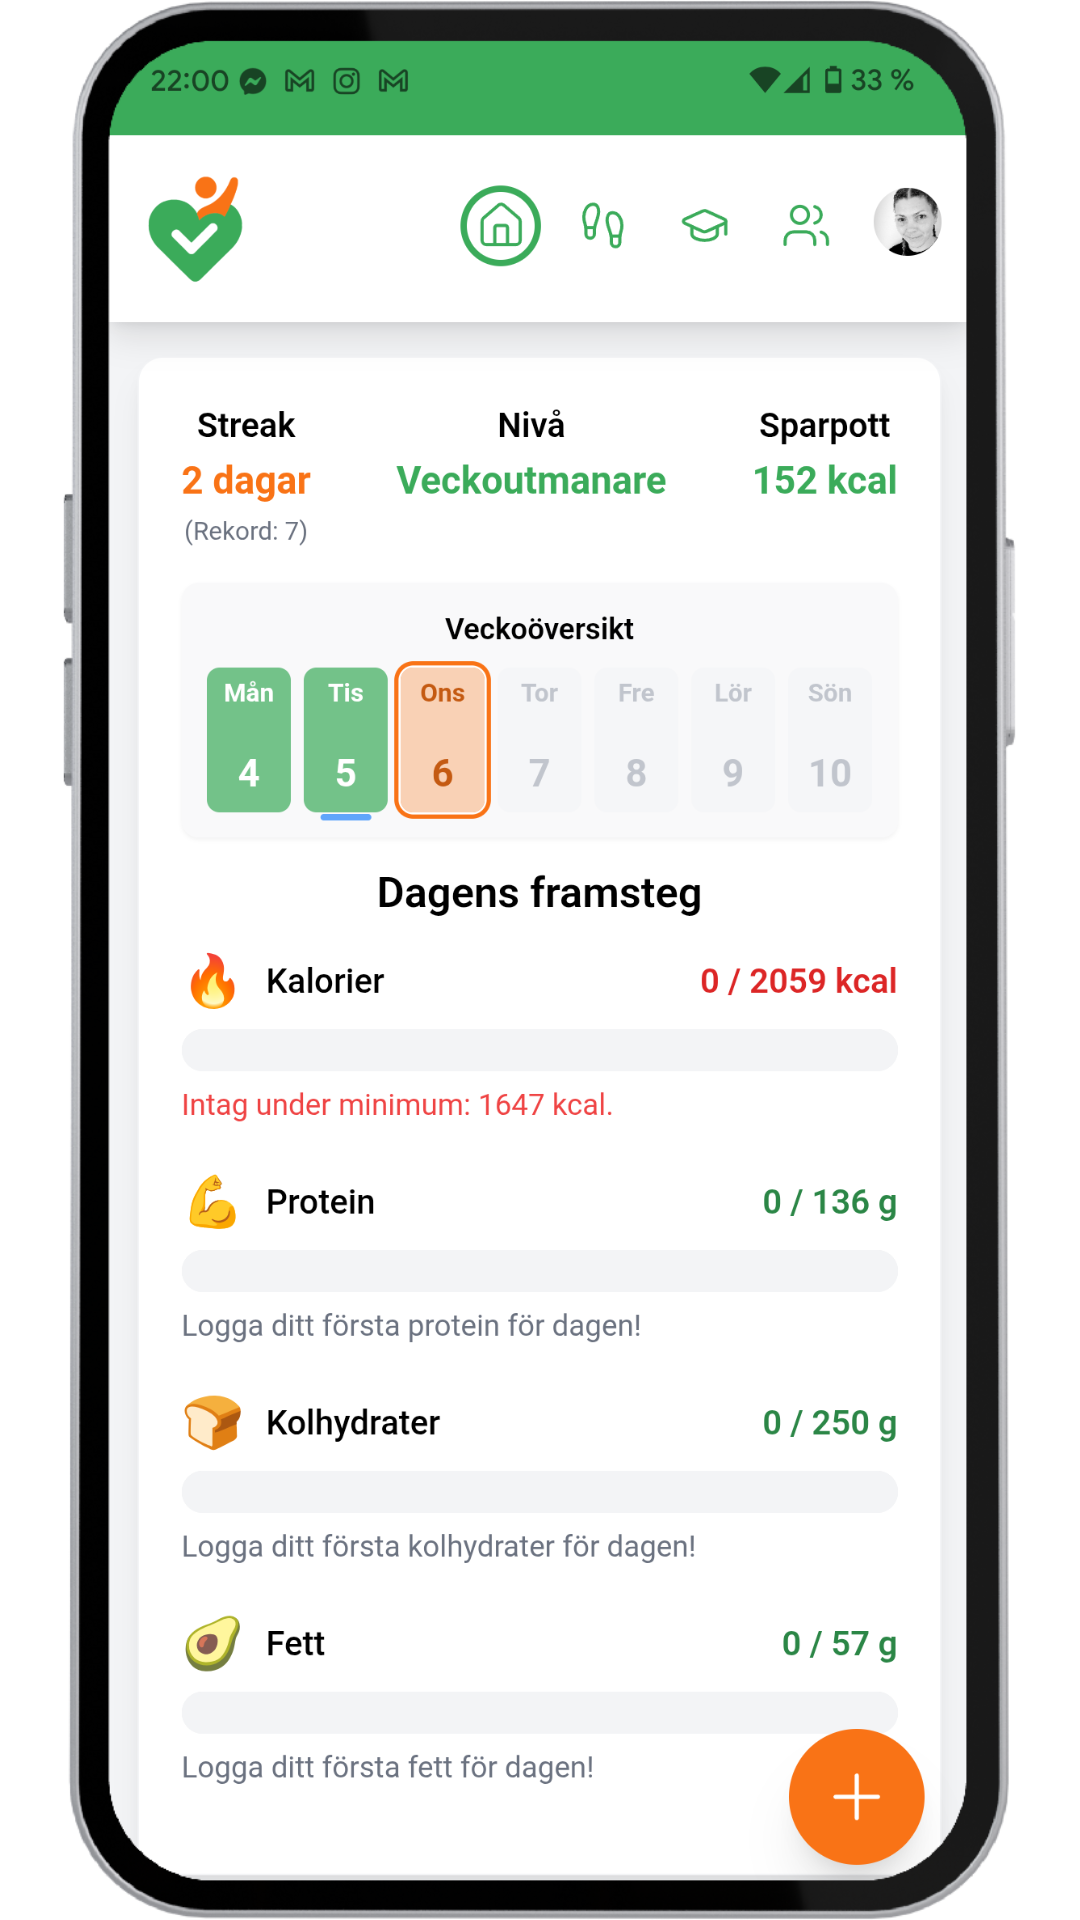 22:00 33 %
Streak Nivå Sparpott
2 dagar Veckoutmanare 152 kcal
(Rekord: 7)
Veckoöversikt
Mån Tis Ons Tor Fre Lör Sön
4 5 6 7 8 9 10
Dagens framsteg
Kalorier 0 / 2059 kcal
Intag under minimum: 1647 kcal.
Protein 0 / 136 g
Logga ditt första protein för dagen!
Kolhydrater 0 / 250 g
Logga ditt första kolhydrater för dagen!
Fett 0 / 57 g
Logga ditt första fett för dagen!